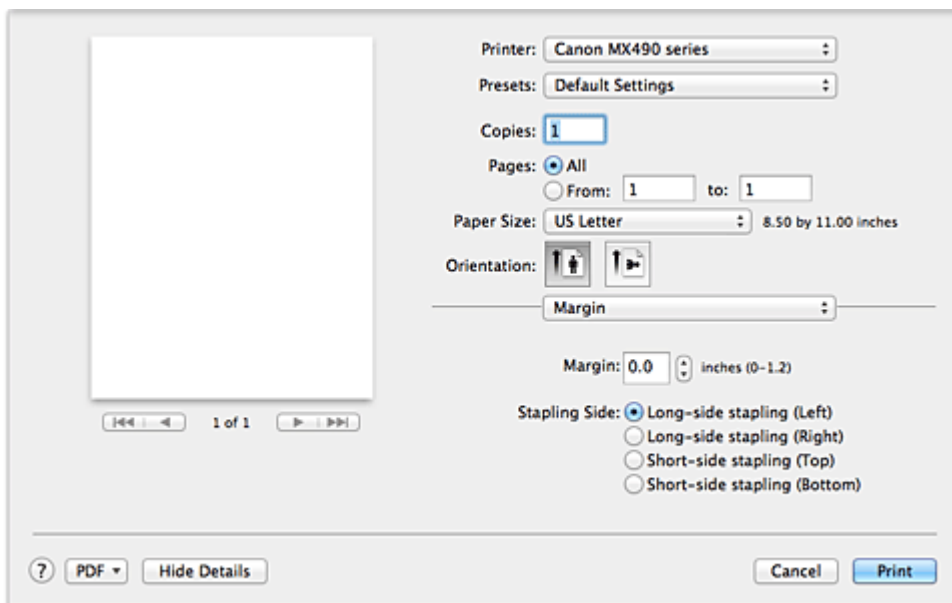 Printer: Canon MX490 series
Presets: Default Settings
Copies: 1
Pages: All
From: 1 to: 1
Paper Size: US Letter 8.50 by 11.00 inches
Orientation:
Margin
Margin: 0.0 inches (0-1.2)
Stapling Side: Long-side stapling (Left)
Long-side stapling (Right)
Short-side stapling (Top)
Short-side stapling (Bottom)
1 of 1
? PDF Hide Details Cancel Print